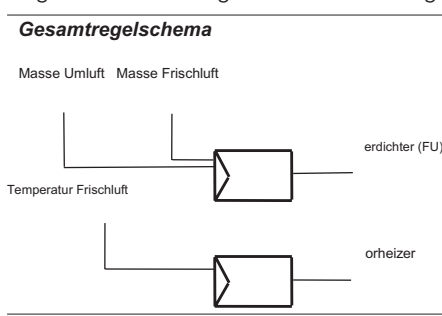 Gesamtregelschema
Masse Umluft Masse Frischluft
erdichter (FU)
Temperatur Frischluft
orheizer